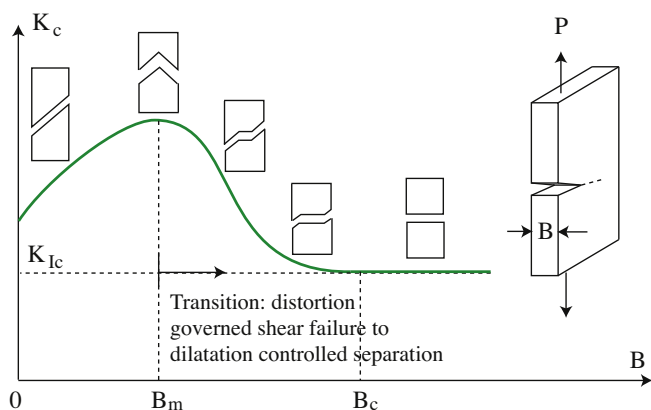 K_c
P
B
K_Ic
Transition: distortion
governed shear failure to
dilatation controlled separation
B
0
B_m
B_c